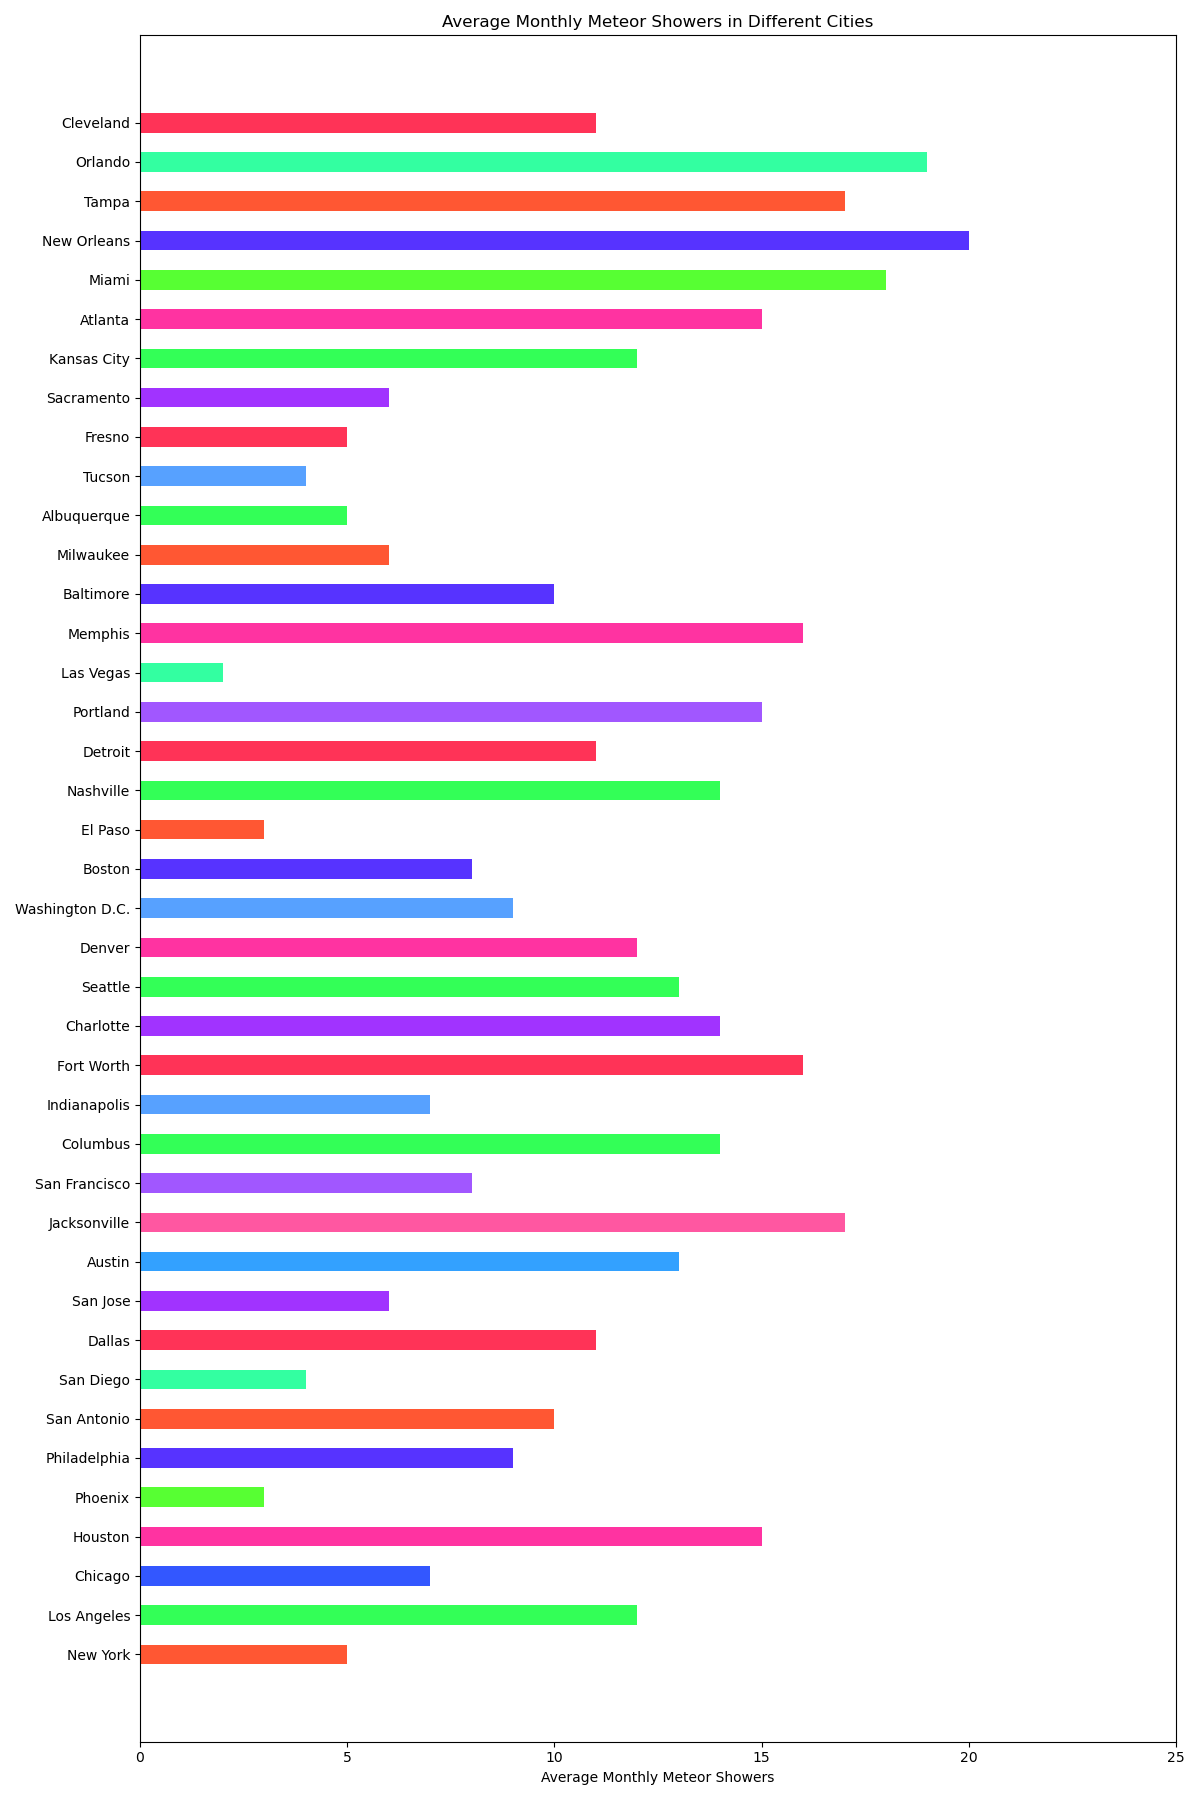 Average Monthly Meteor Showers in Different Cities
Cleveland
Orlando
Tampa
New Orleans
Miami
Atlanta
Kansas City
Sacramento
Fresno
Tucson
Albuquerque
Milwaukee
Baltimore
Memphis
Las Vegas
Portland
Detroit
Nashville
El Paso
Boston
Washington D.C.
Denver
Seattle
Charlotte
Fort Worth
Indianapolis
Columbus
San Francisco
Jacksonville
Austin
San Jose
Dallas
San Diego
San Antonio
Philadelphia
Phoenix
Houston
Chicago
Los Angeles
New York
0 5 10 15 20 25
Average Monthly Meteor Showers